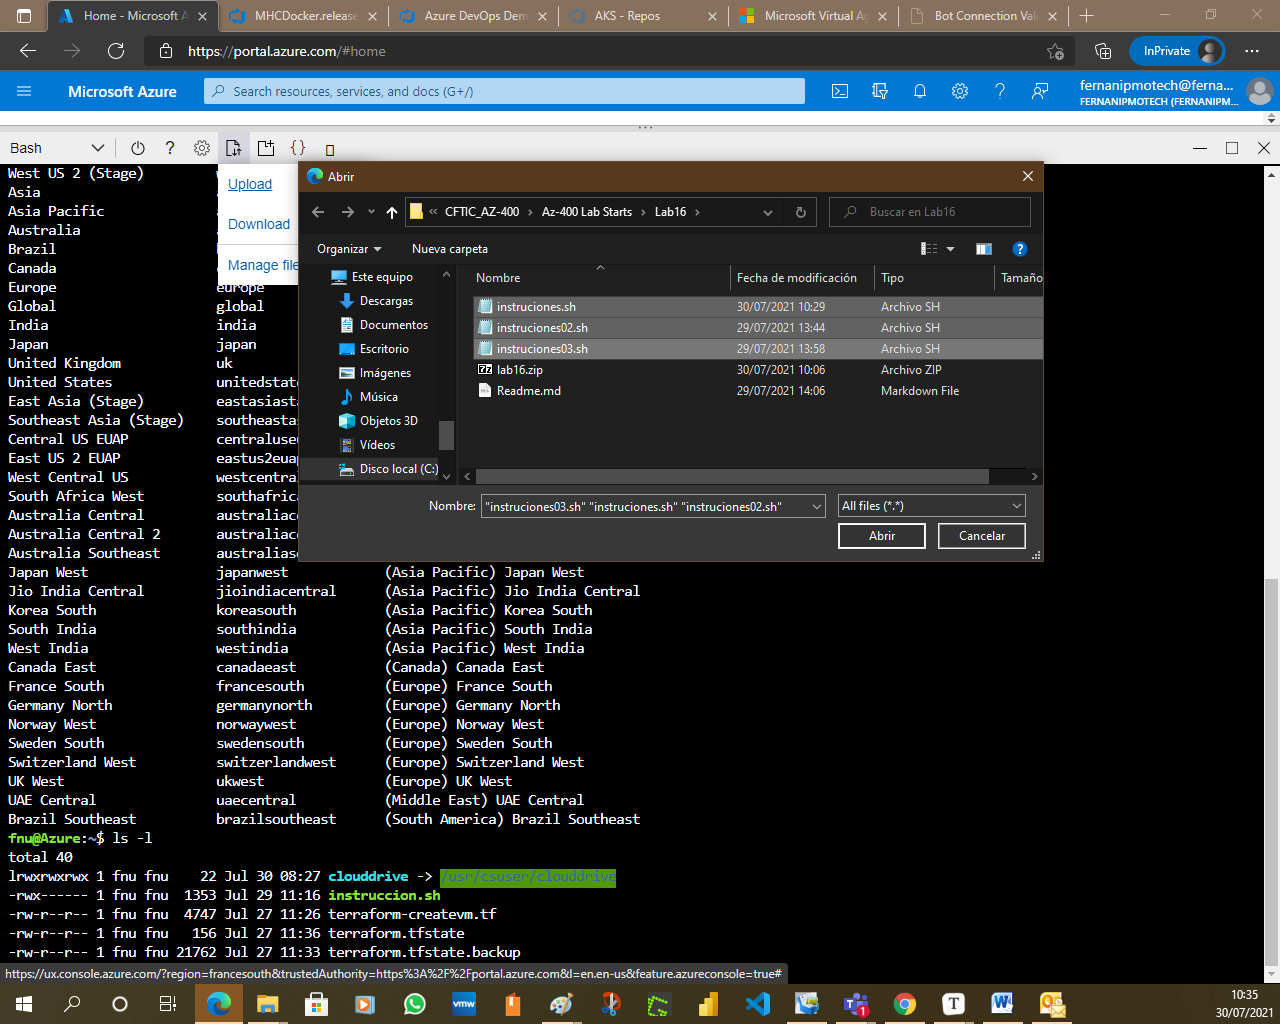 Home - Microsoft A
MHCDocker.release
Azure DevOps Dem
AKS - Repos
Microsoft Virtual Ag
Bot Connection Vali
https://portal.azure.com/#home
InPrivate
Microsoft Azure
Search resources, services, and docs (G+/)
fernanipmotech@ferna...
FERNANIPMOTECH (FERNANIPM...
Bash
Upload
Download
Manage file
Abrir
CFTIC_AZ-400
Az-400 Lab Starts
Lab16
Buscar en Lab16
Organizar
Nueva carpeta
Este equipo
Descargas
Documentos
Escritorio
Imágenes
Música
Objetos 3D
Vídeos
Disco local (C:)
Nombre Fecha de modificación Tipo Tamaño
instruciones.sh 30/07/2021 10:29 Archivo SH
instruciones02.sh 29/07/2021 13:44 Archivo SH
instruciones03.sh 29/07/2021 13:58 Archivo SH
lab16.zip 30/07/2021 10:06 Archivo ZIP
Readme.md 29/07/2021 14:06 Markdown File
Nombre: "instruciones03.sh" "instruciones.sh" "instruciones02.sh"
All files (*.*)
Abrir
Cancelar
West US 2 (Stage)
Asia
Asia Pacific
Australia
Brazil
Canada
Europe europe
Global global
India india
Japan japan
United Kingdom uk
United States unitedstate
East Asia (Stage) eastasiasta
Southeast Asia (Stage) southeastas
Central US EUAP centraluseu
East US 2 EUAP eastus2euap
West Central US westcentral
South Africa West southafrica
Australia Central australiace
Australia Central 2 australiace
Australia Southeast australiaso
Japan West japanwest (Asia Pacific) Japan West
Jio India Central jioindiacentral (Asia Pacific) Jio India Central
Korea South koreasouth (Asia Pacific) Korea South
South India southindia (Asia Pacific) South India
West India westindia (Asia Pacific) West India
Canada East canadaeast (Canada) Canada East
France South francesouth (Europe) France South
Germany North germanynorth (Europe) Germany North
Norway West norwaywest (Europe) Norway West
Sweden South swedensouth (Europe) Sweden South
Switzerland West switzerlandwest (Europe) Switzerland West
UK West ukwest (Europe) UK West
UAE Central uaecentral (Middle East) UAE Central
Brazil Southeast brazilsoutheast (South America) Brazil Southeast
fnu@Azure:~$ ls -l
total 40
lrwxrwxrwx 1 fnu fnu 22 Jul 30 08:27 clouddrive -> /usr/csuser/clouddrive
-rwx------ 1 fnu fnu 1353 Jul 29 11:16 instruccion.sh
-rw-r--r-- 1 fnu fnu 4747 Jul 27 11:26 terraform-createvm.tf
-rw-r--r-- 1 fnu fnu 156 Jul 27 11:36 terraform.tfstate
-rw-r--r-- 1 fnu fnu 21762 Jul 27 11:33 terraform.tfstate.backup
https://ux.console.azure.com/?region=francesouth&trustedAuthority=https%3A%2F%2Fportal.azure.com&l=en.en-us&feature.azureconsole=true#
vmw
1
T
10:35
30/07/2021